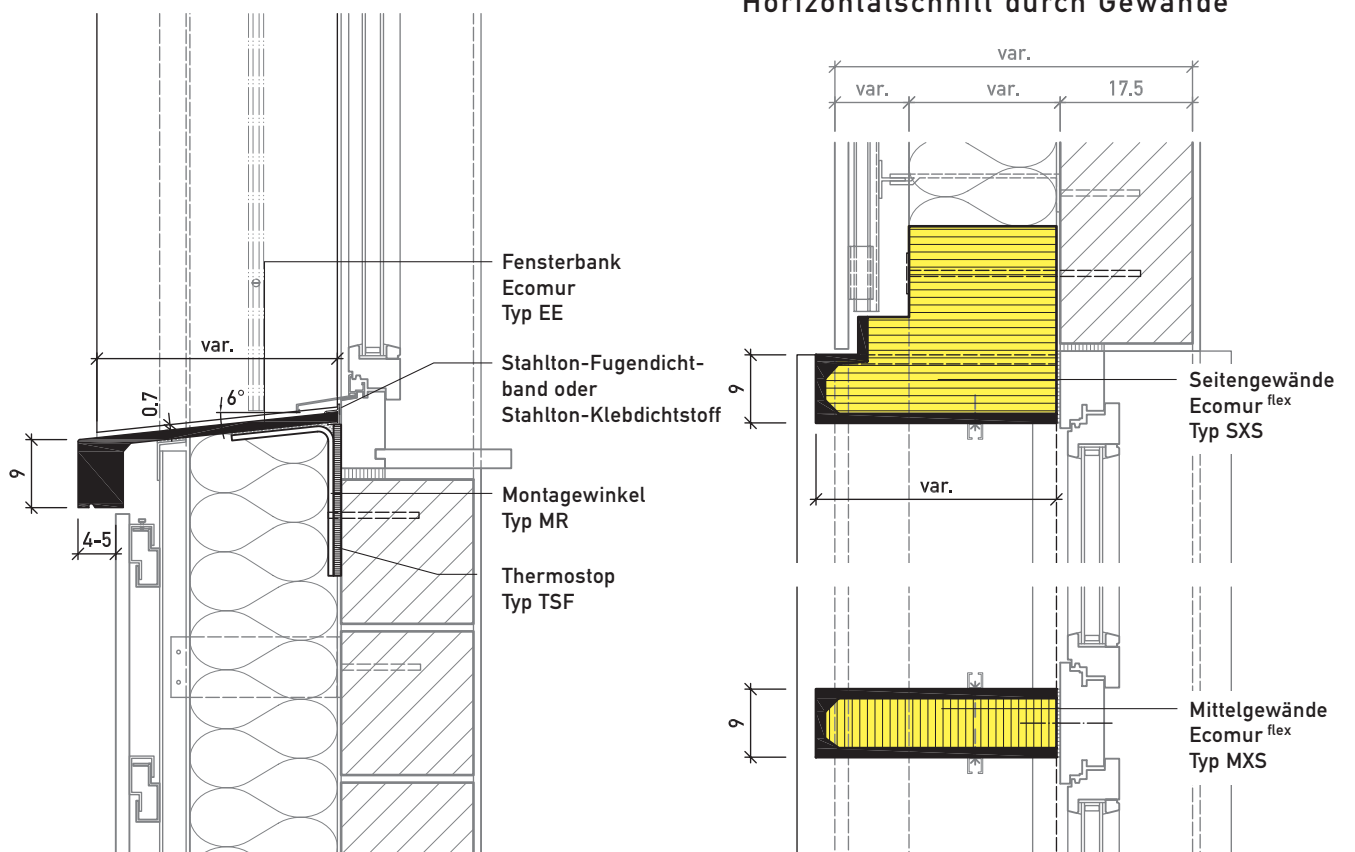 Horizontalschnitt durch Gewände
var.
var.
var.
17.5
Fensterbank
Ecomur
Typ EE
var.
Stahlton-Fugendicht-
band oder
Stahlton-Klebdichtstoff
0.7
6°
9
4-5
Montagewinkel
Typ MR
Thermostop
Typ TSF
9
Seitengewände
Ecomur flex
Typ SXS
var.
9
Mittelgewände
Ecomur flex
Typ MXS